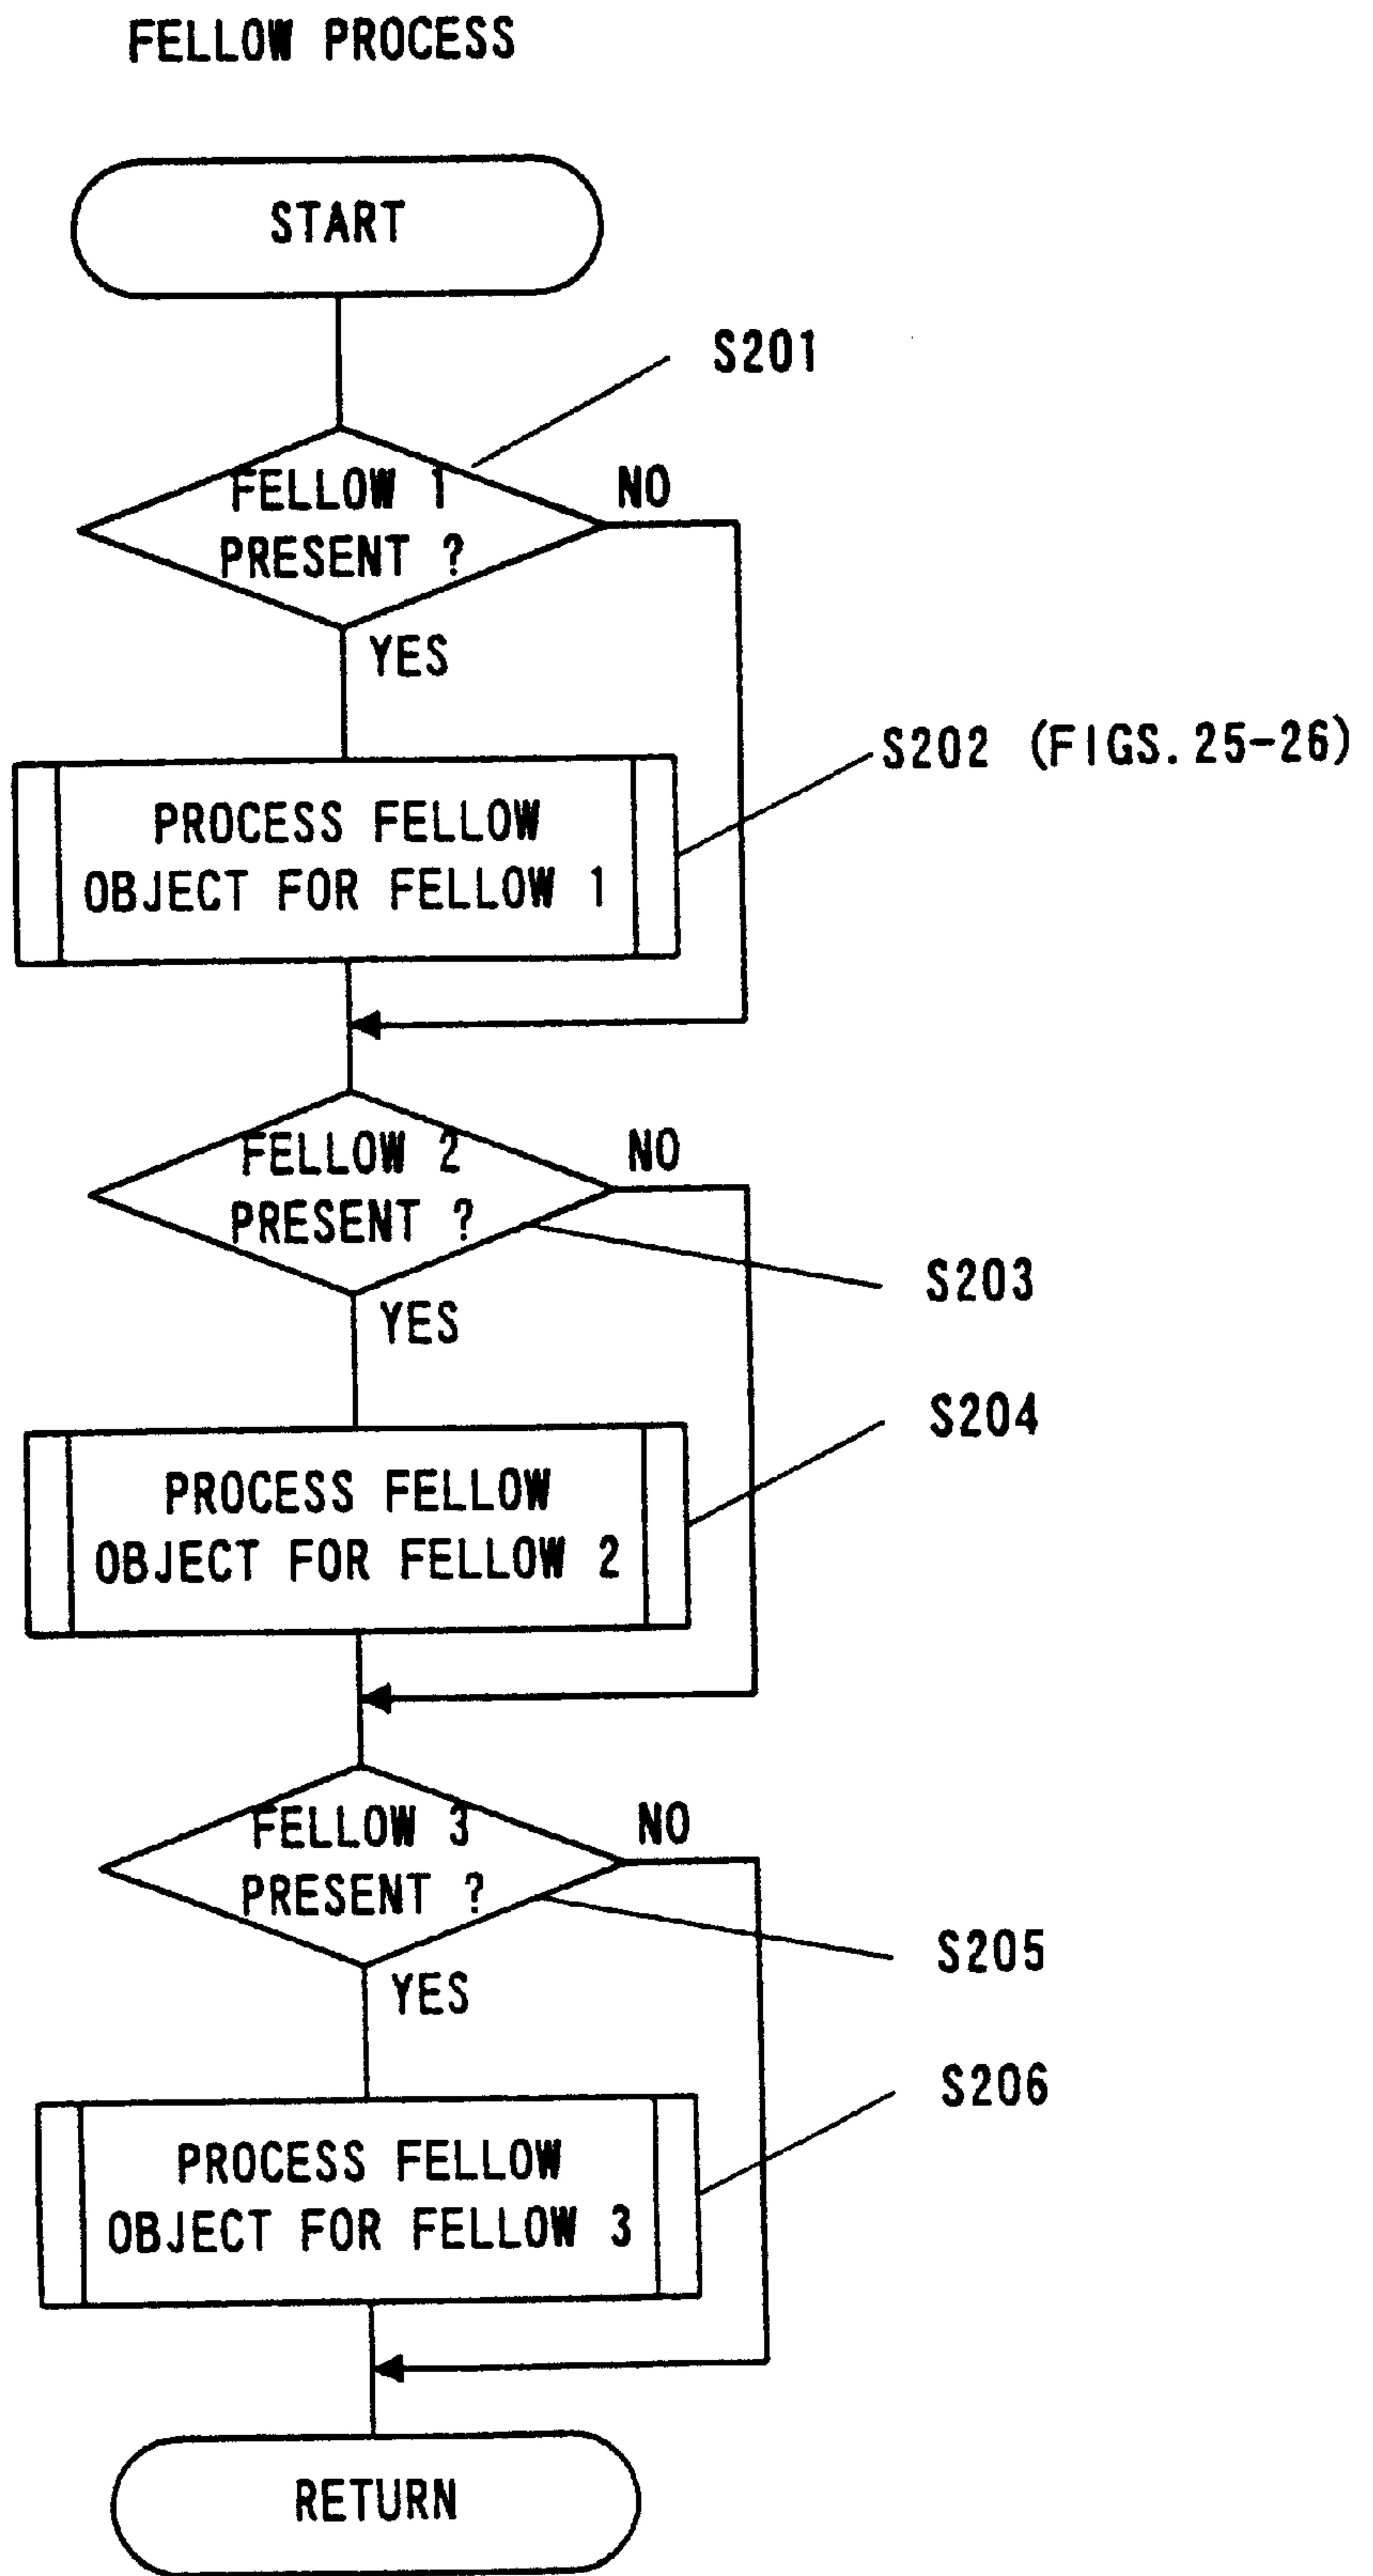 FELLOW PROCESS
START
S201
FELLOW 1
PRESENT ?
NO
YES
S202 (FIGS. 25-26)
PROCESS FELLOW
OBJECT FOR FELLOW 1
FELLOW 2
PRESENT ?
NO
S203
YES
S204
PROCESS FELLOW
OBJECT FOR FELLOW 2
FELLOW 3
PRESENT ?
NO
S205
YES
S206
PROCESS FELLOW
OBJECT FOR FELLOW 3
RETURN